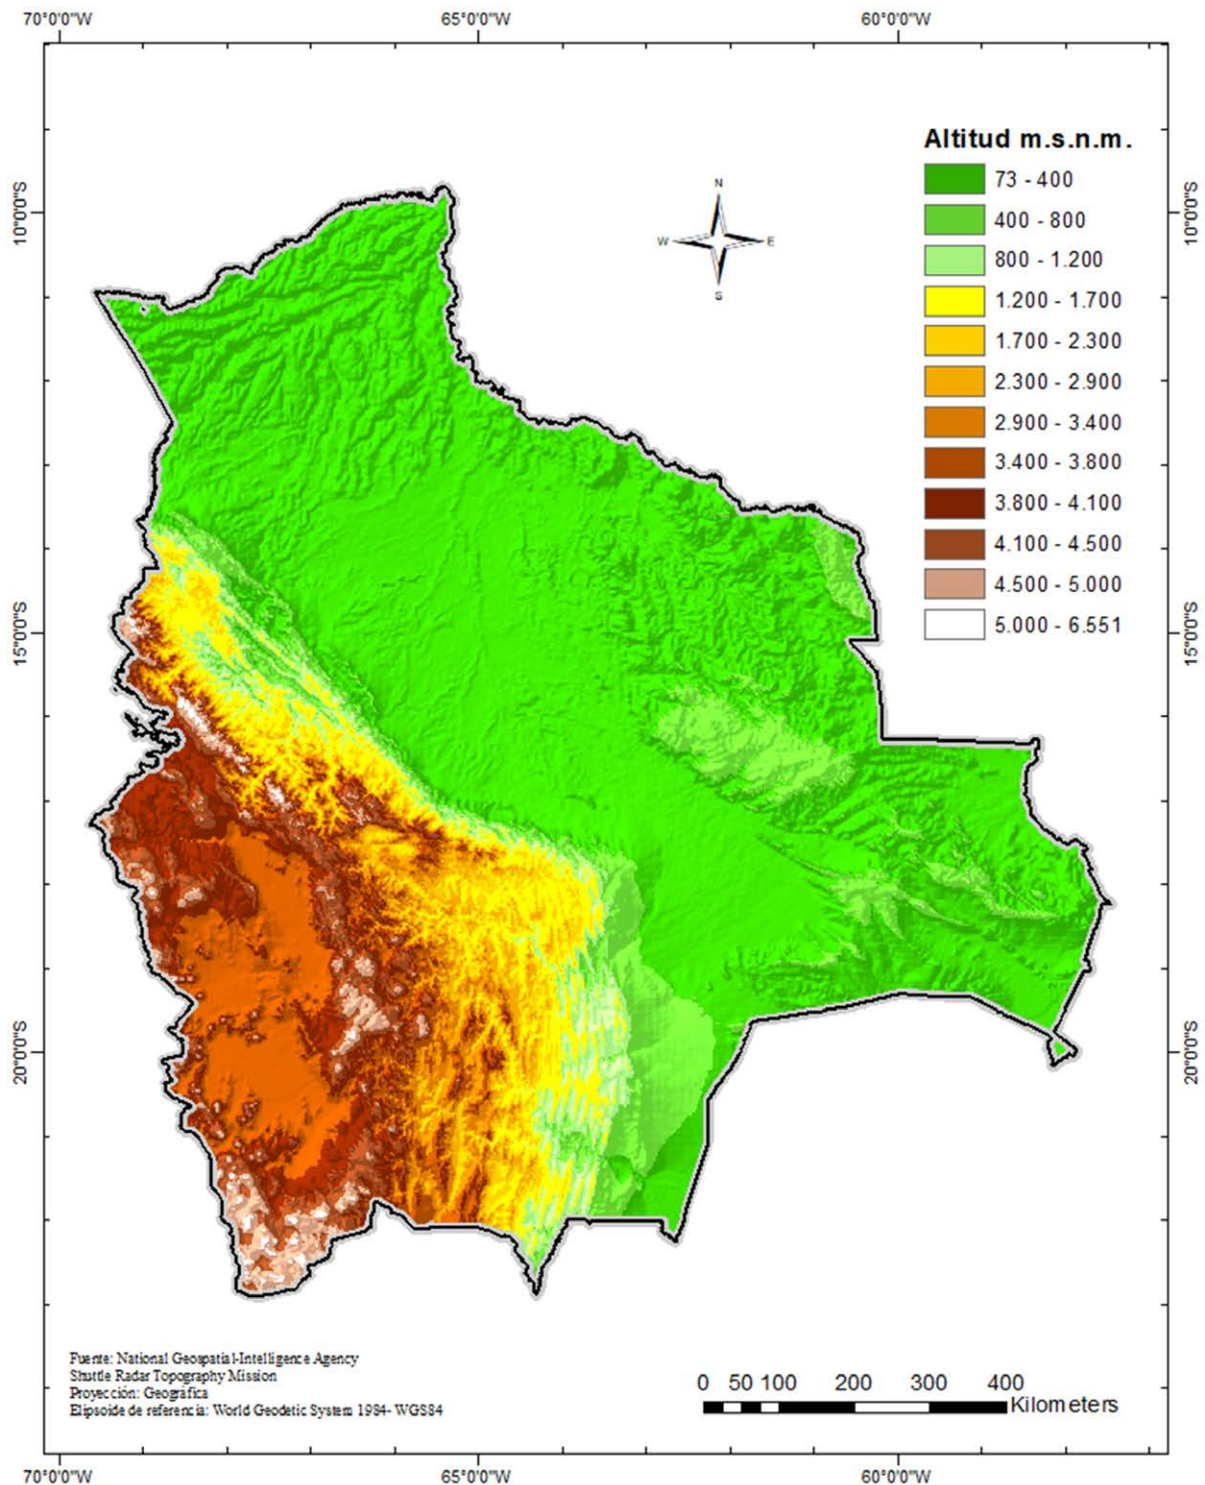 70°0'0"W 65°0'0"W 60°0'0"W
Altitud m.s.n.m.
73 - 400
400 - 800
800 - 1.200
1.200 - 1.700
1.700 - 2.300
2.300 - 2.900
2.900 - 3.400
3.400 - 3.800
3.800 - 4.100
4.100 - 4.500
4.500 - 5.000
5.000 - 6.551
N
W E
S
10°0'0"S 10°0'0"S
15°0'0"S 15°0'0"S
20°0'0"S 20°0'0"S
Fuente: National Geospatial-Intelligence Agency
Shuttle Radar Topography Mission
Proyección: Geográfica
Elipsoide de referencia: World Geodetic System 1984- WGS84
0 50 100 200 300 400
Kilometers
70°0'0"W 65°0'0"W 60°0'0"W